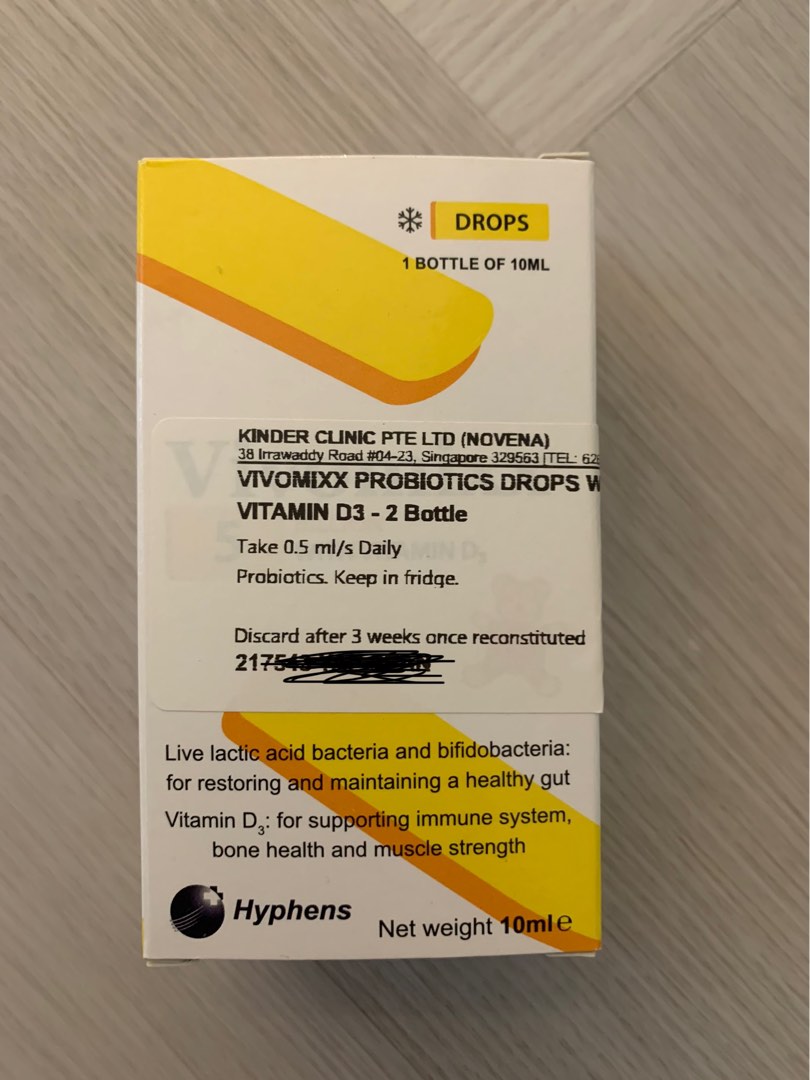 DROPS
1 BOTTLE OF 10ML
KINDER CLINIC PTE LTD (NOVENA)
38 Irrawaddy Road #04-23, Singapore 329563 [TEL: 62
VIVOMIXX PROBIOTICS DROPS W
VITAMIN D3 - 2 Bottle
Take 0.5 ml/s Daily
Probiotics. Keep in fridge.
Discard after 3 weeks once reconstituted
Live lactic acid bacteria and bifidobacteria:
for restoring and maintaining a healthy gut
Vitamin D3: for supporting immune system,
bone health and muscle strength
Hyphens
Net weight 10ml e